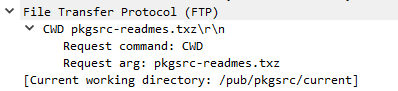 File Transfer Protocol (FTP)
CWD pkgsrc-readmes.txz\r\n
Request command: CWD
Request arg: pkgsrc-readmes.txz
[Current working directory: /pub/pkgsrc/current]